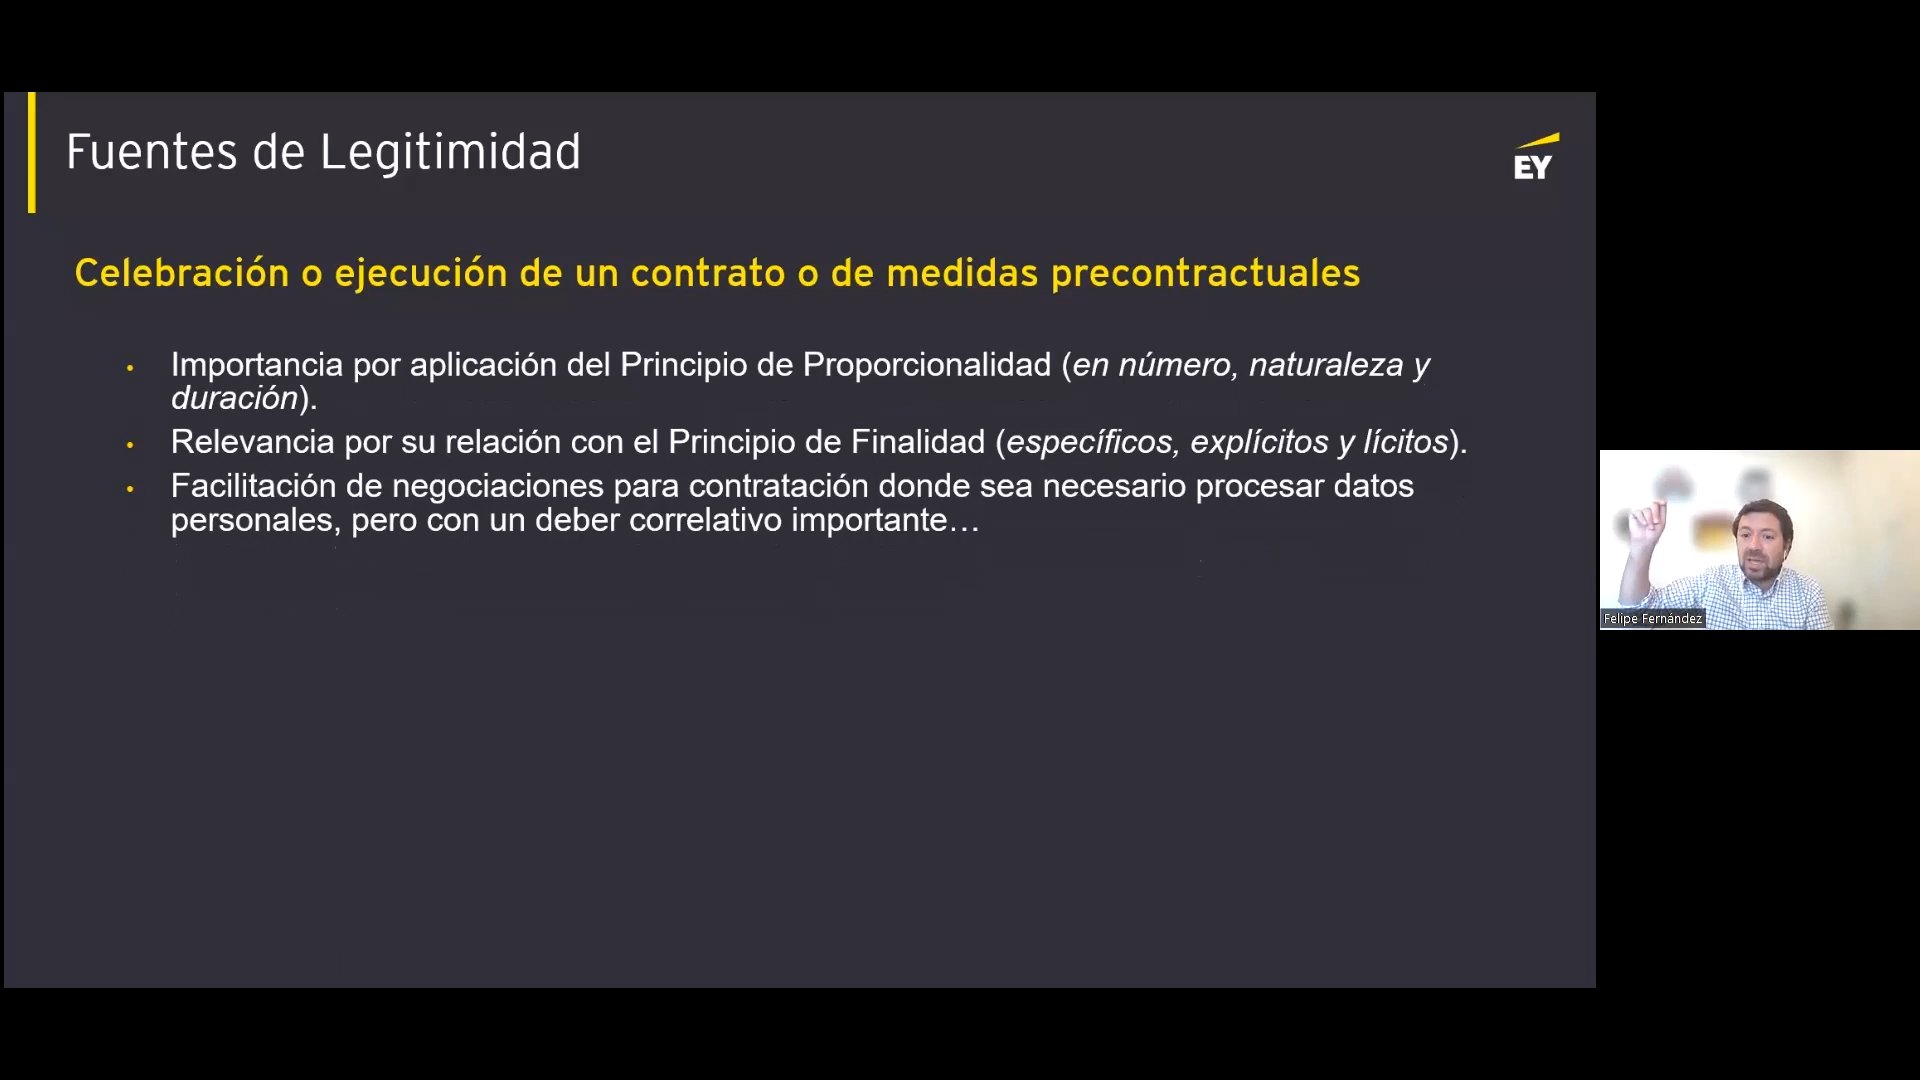 Fuentes de Legitimidad
EY
Celebración o ejecución de un contrato o de medidas precontractuales
• Importancia por aplicación del Principio de Proporcionalidad (en número, naturaleza y
duración).
• Relevancia por su relación con el Principio de Finalidad (específicos, explícitos y lícitos).
• Facilitación de negociaciones para contratación donde sea necesario procesar datos
personales, pero con un deber correlativo importante…
Felipe Fernández